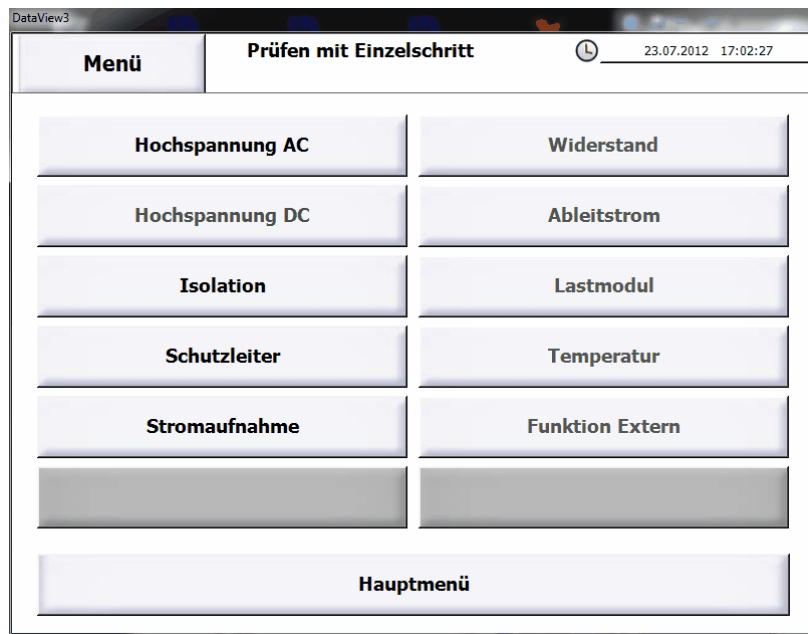 DataView3
Menü
Prüfen mit Einzelschritt
23.07.2012 17:02:27
Hochspannung AC
Widerstand
Hochspannung DC
Ableitstrom
Isolation
Lastmodul
Schutzleiter
Temperatur
Stromaufnahme
Funktion Extern
Hauptmenü